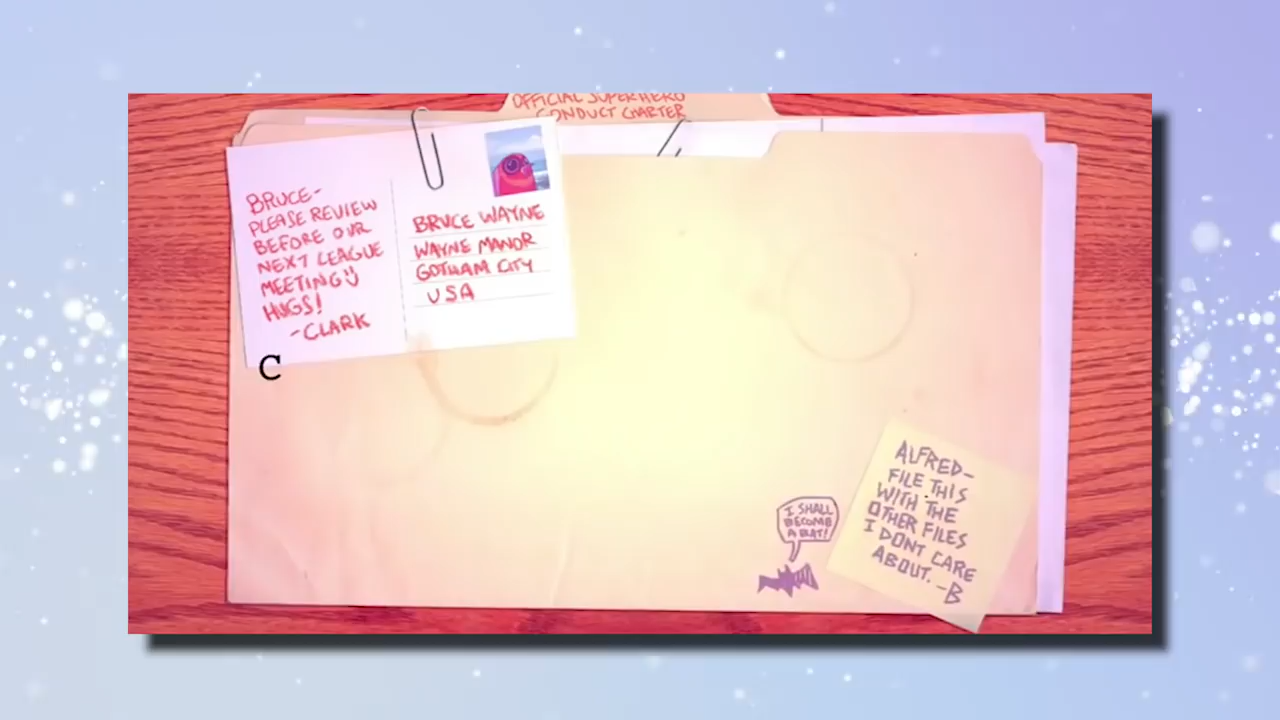 OFFICIAL SUPERHERO
CONDUCT CHARTER
BRUCE-
PLEASE REVIEW
BEFORE OUR
NEXT LEAGUE
MEETING
HUGS!
-CLARK
BRUCE WAYNE
WAYNE MANOR
GOTHAM CITY
USA
C
I SHALL
BECOME
A BAT!
ALFRED-
FILE THIS
WITH THE
OTHER FILES
I DONT CARE
ABOUT. -B